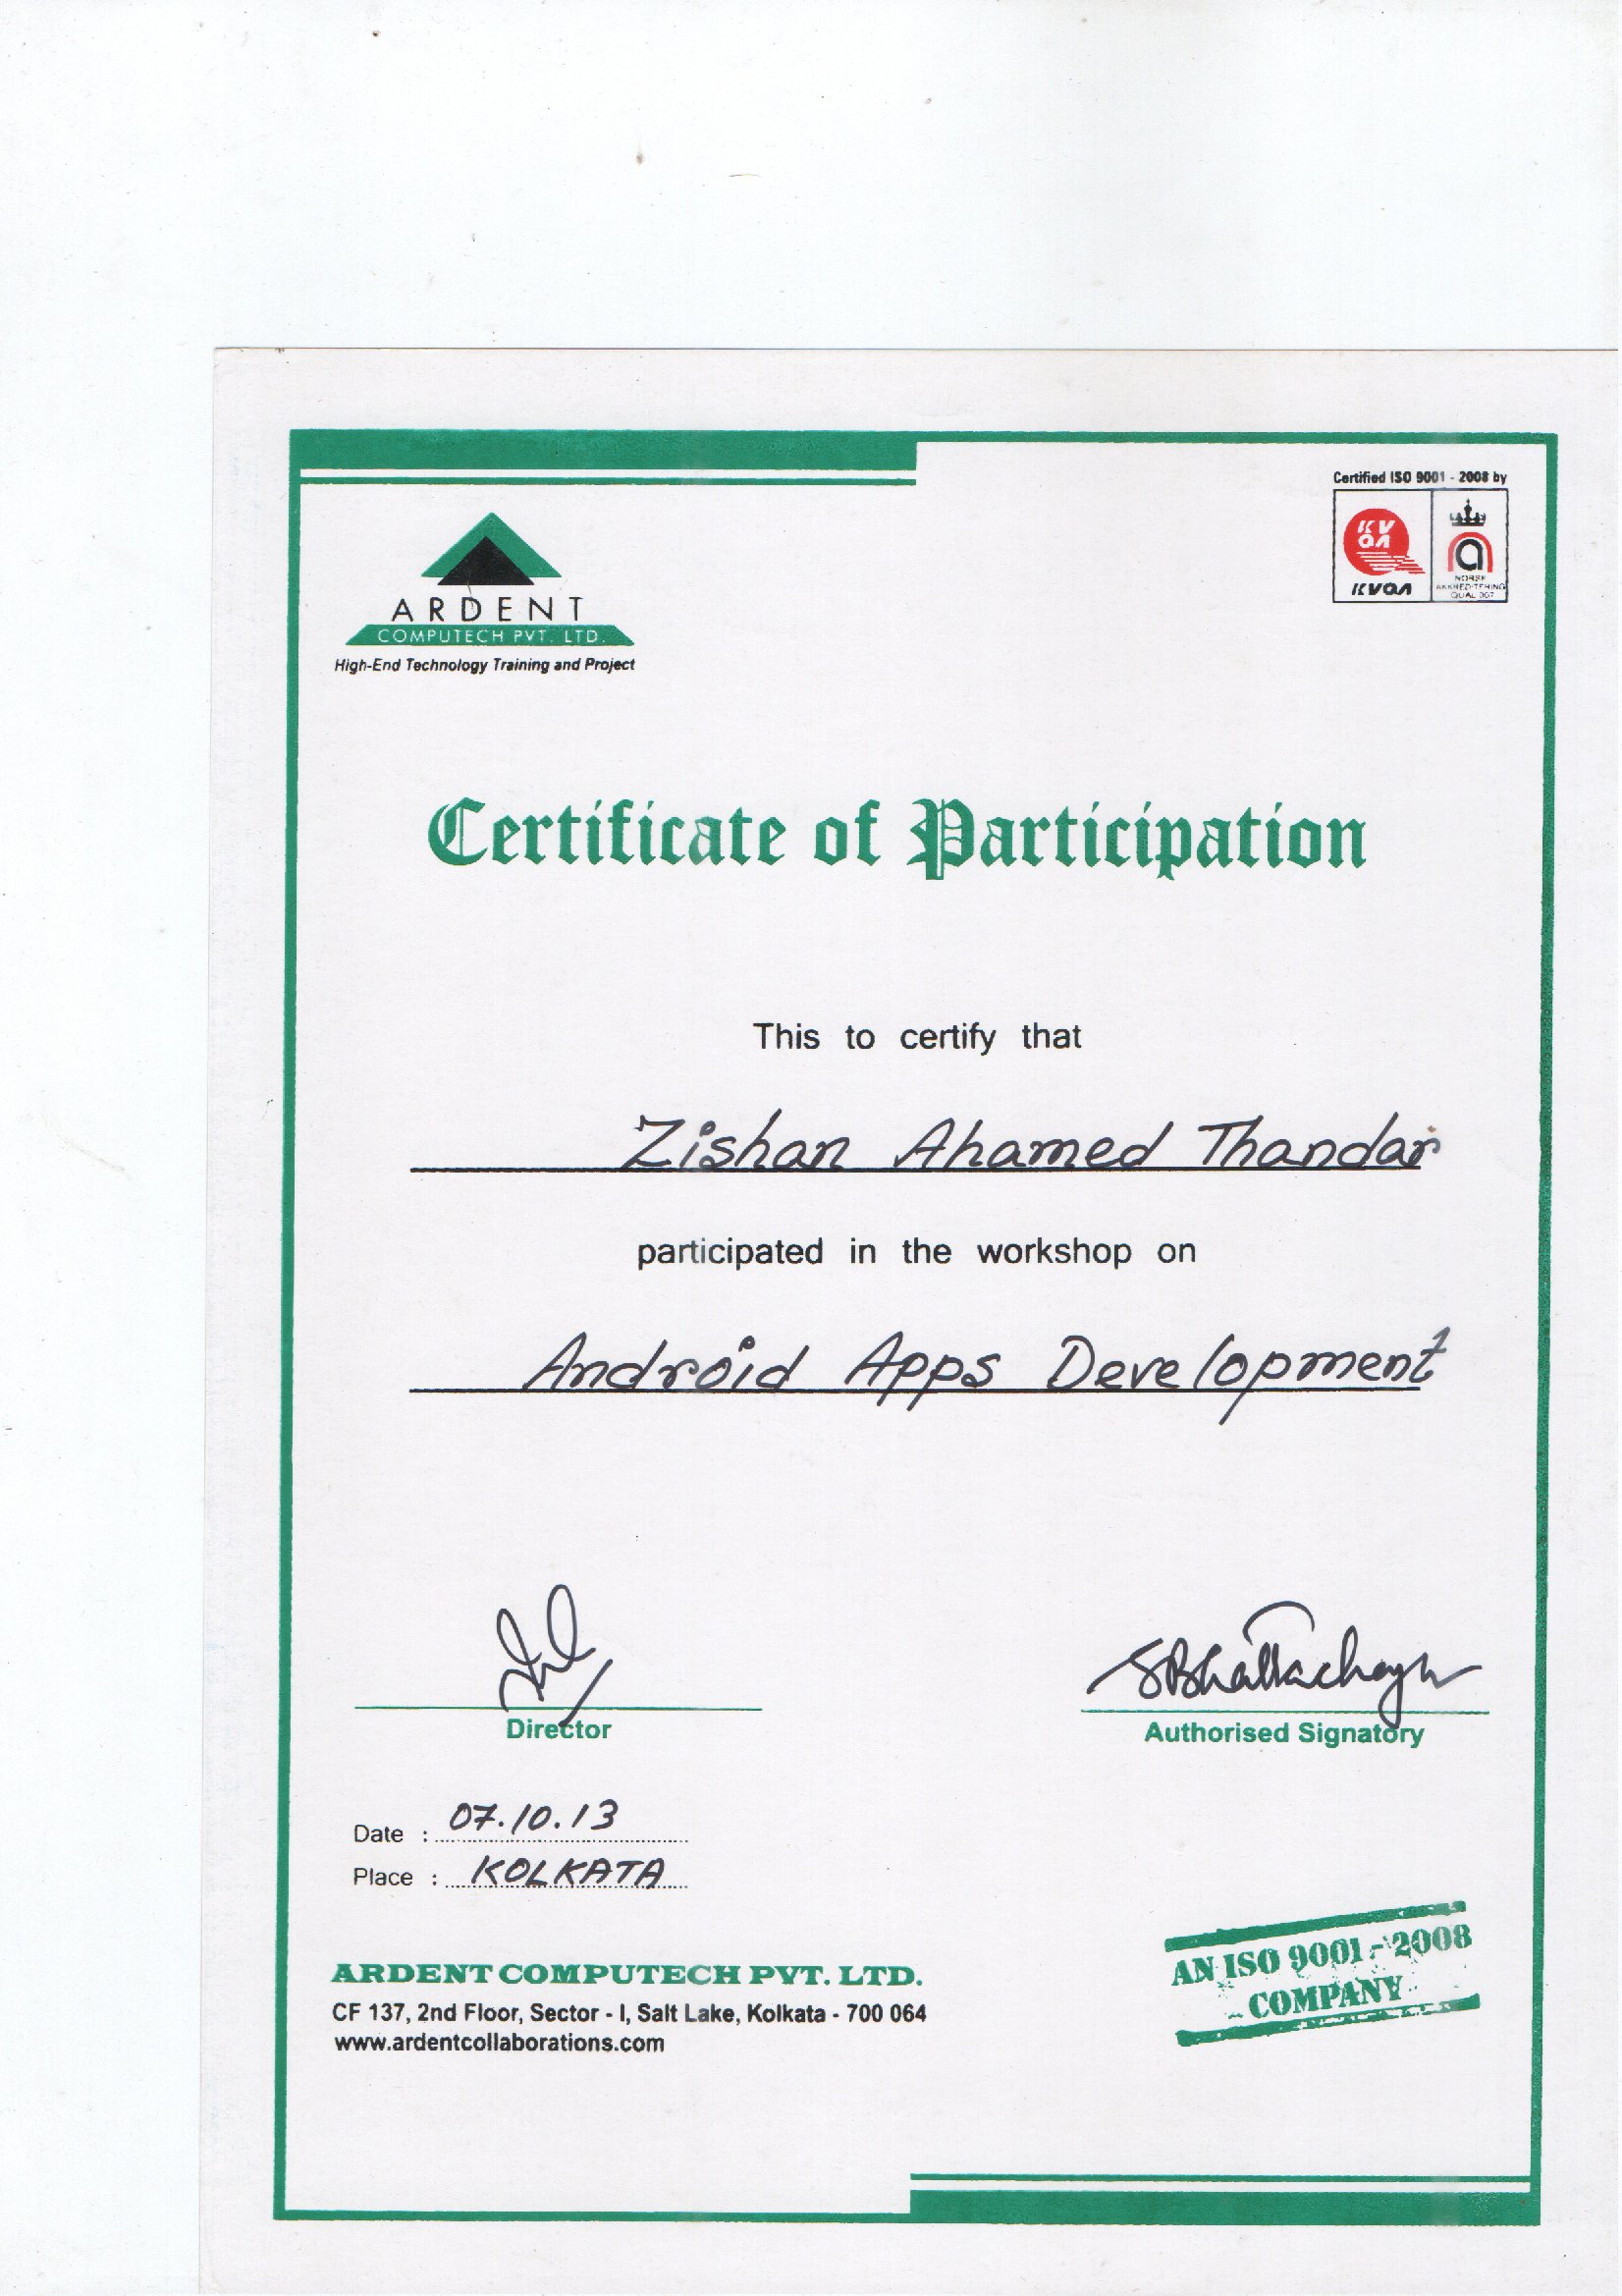 Certified ISO 9001 - 2008 by
KV
QA
KVQA
NORSK
AKKREDITERING
QUAL 067
ARDENT
COMPUTECH PVT. LTD.
High-End Technology Training and Project
Certificate of Participation
This to certify that
Zishan Ahamed Thandar
participated in the workshop on
Android Apps Development
SBhattacharya
Director
Authorised Signatory
Date : 07.10.13
Place : KOLKATA
ARDENT COMPUTECH PVT. LTD.
CF 137, 2nd Floor, Sector - I, Salt Lake, Kolkata - 700 064
www.ardentcollaborations.com
AN ISO 9001 - 2008
COMPANY